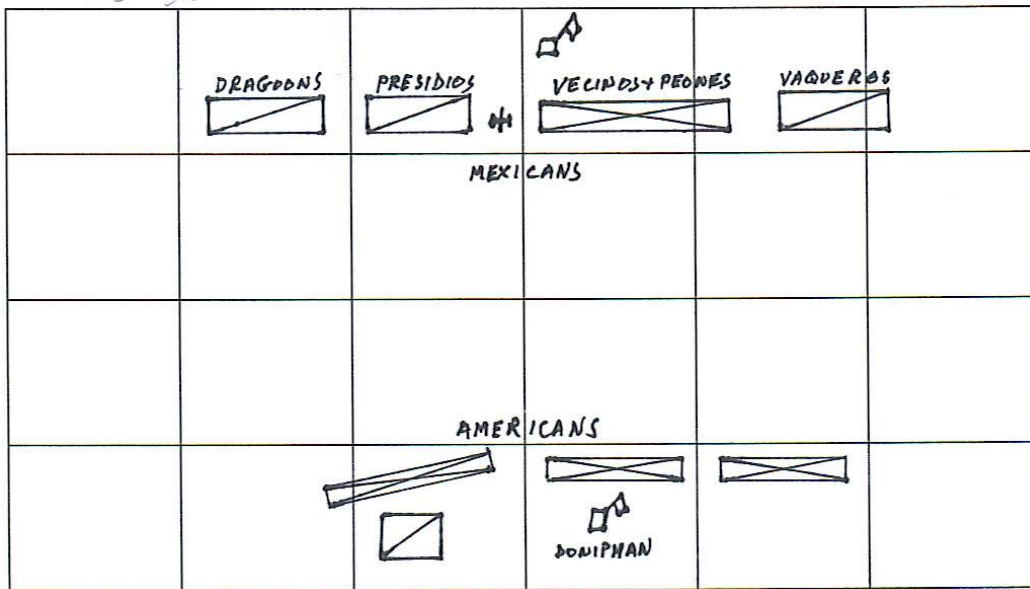 DRAGOONS PRESIDIOS VECINOS + PEONES VAQUEROS
MEXICANS
AMERICANS
DONIPHAN